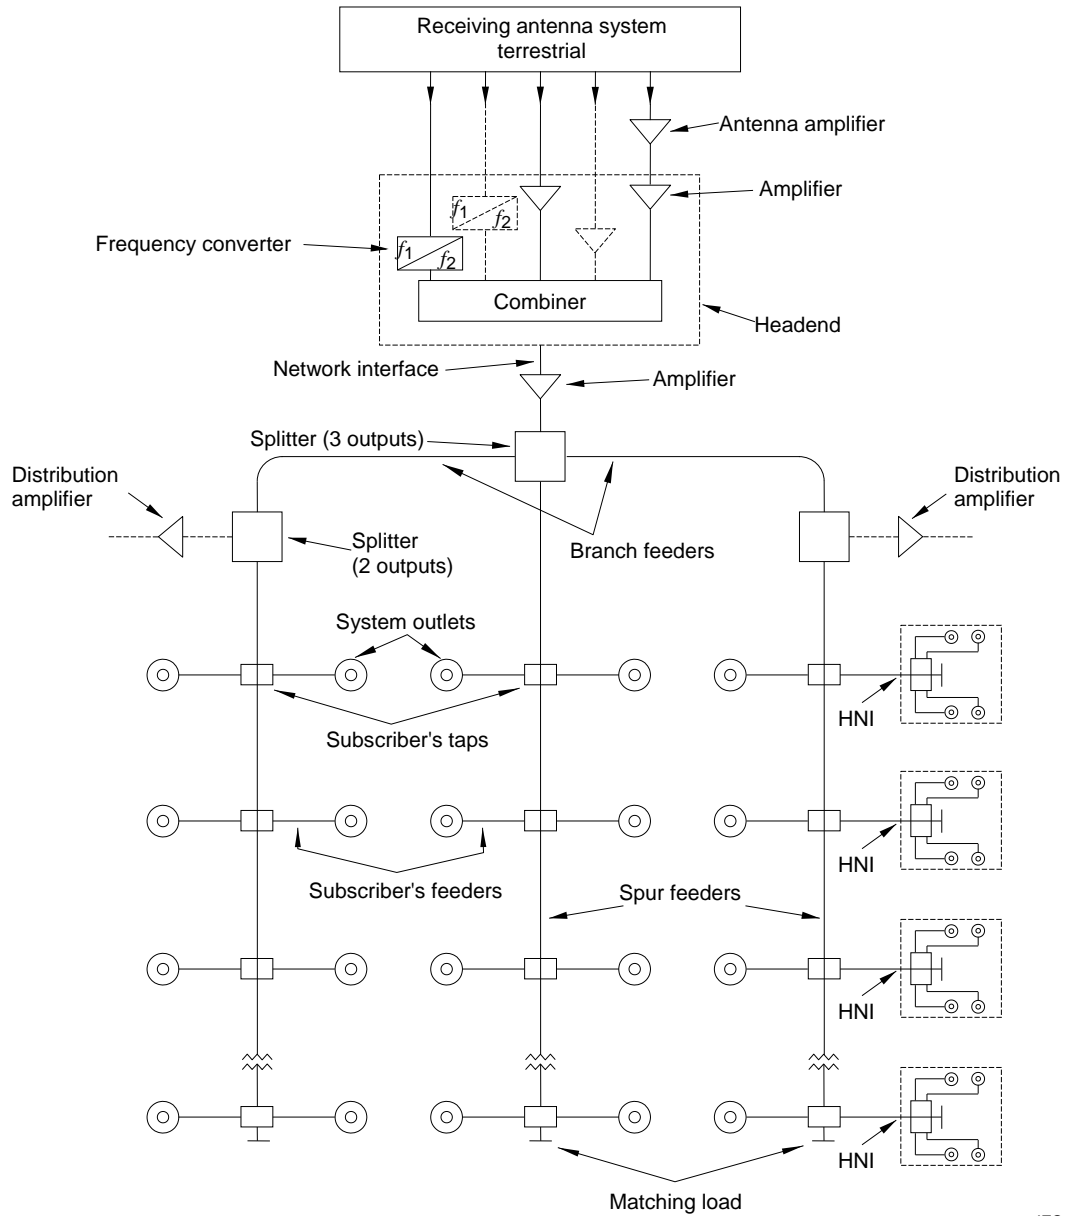 Receiving antenna system
terrestrial
Antenna amplifier
Amplifier
f1
f2
Frequency converter
f1
f2
Combiner
Headend
Network interface
Amplifier
Splitter (3 outputs)
Distribution
amplifier
Distribution
amplifier
Splitter
(2 outputs)
Branch feeders
System outlets
HNI
Subscriber's taps
HNI
Subscriber's feeders
Spur feeders
HNI
HNI
Matching load